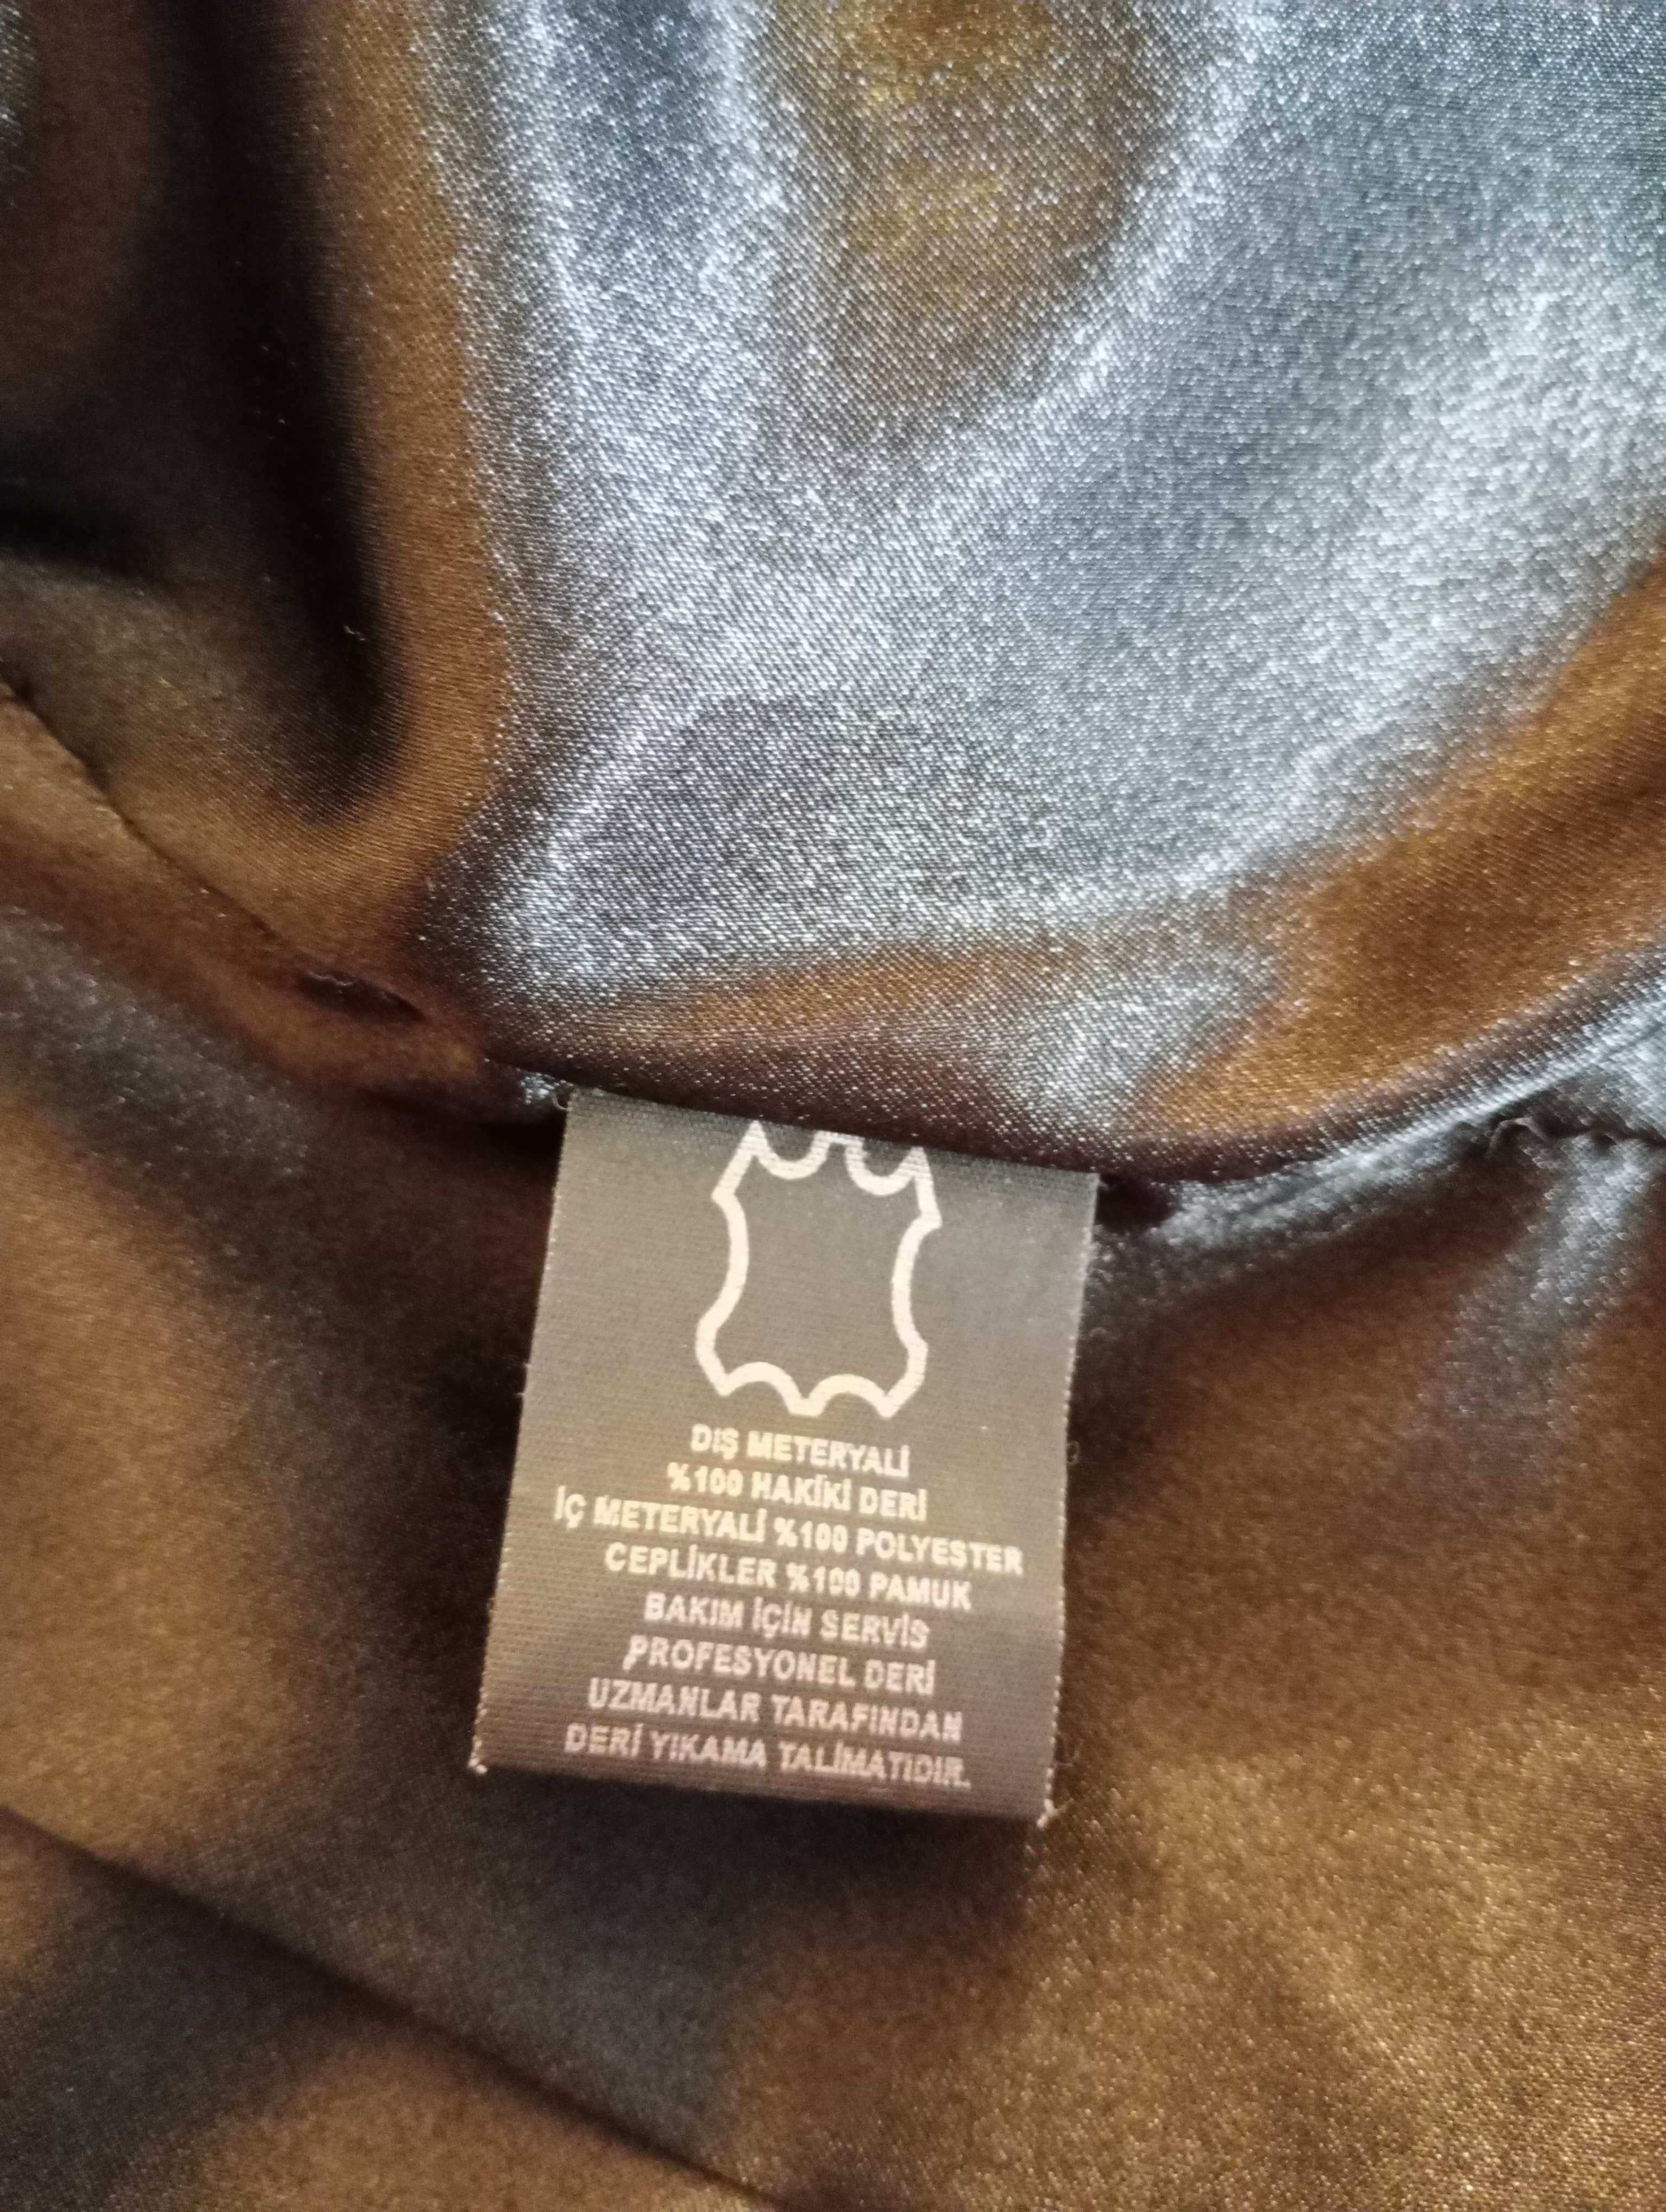 DIŞ METERYALİ
%100 HAKİKİ DERİ
İÇ METERYALİ %100 POLYESTER
CEPLİKLER %100 PAMUK
BAKIM İÇİN SERVİS
PROFESYONEL DERİ
UZMANLAR TARAFINDAN
DERİ YIKAMA TALİMATIDIR.